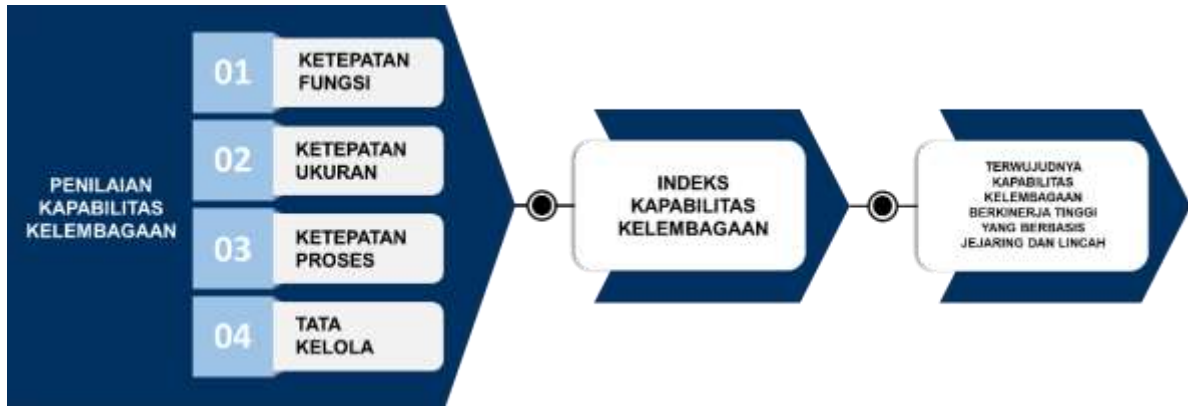 PENILAIAN
KAPABILITAS
KELEMBAGAAN
01
KETEPATAN
FUNGSI
02
KETEPATAN
UKURAN
03
KETEPATAN
PROSES
04
TATA
KELOLA
INDEKS
KAPABILITAS
KELEMBAGAAN
TERWUJUDNYA
KAPABILITAS
KELEMBAGAAN
BERKINERJA TINGGI
YANG BERBASIS
JEJARING DAN LINCAH